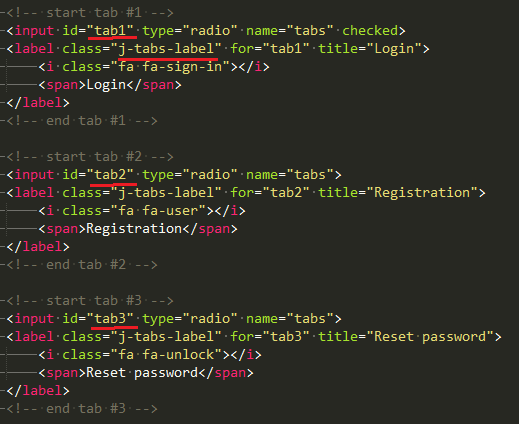 <!-- start tab #1 -->
<input id="tab1" type="radio" name="tabs" checked>
<label class="j-tabs-label" for="tab1" title="Login">
<i class="fa fa-sign-in"></i>
<span>Login</span>
</label>
<!-- end tab #1 -->
<!-- start tab #2 -->
<input id="tab2" type="radio" name="tabs">
<label class="j-tabs-label" for="tab2" title="Registration">
<i class="fa fa-user"></i>
<span>Registration</span>
</label>
<!-- end tab #2 -->
<!-- start tab #3 -->
<input id="tab3" type="radio" name="tabs">
<label class="j-tabs-label" for="tab3" title="Reset password">
<i class="fa fa-unlock"></i>
<span>Reset password</span>
</label>
<!-- end tab #3 -->